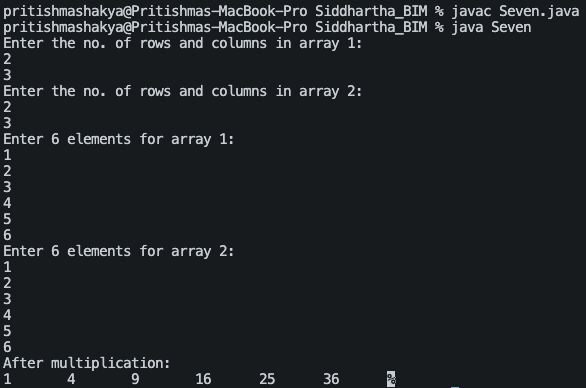 pritishmashakya@Pritishmas-MacBook-Pro Siddhartha_BIM % javac Seven.java
pritishmashakya@Pritishmas-MacBook-Pro Siddhartha_BIM % java Seven
Enter the no. of rows and columns in array 1:
2
3
Enter the no. of rows and columns in array 2:
2
3
Enter 6 elements for array 1:
1
2
3
4
5
6
Enter 6 elements for array 2:
1
2
3
4
5
6
After multiplication:
1 4 9 16 25 36 %